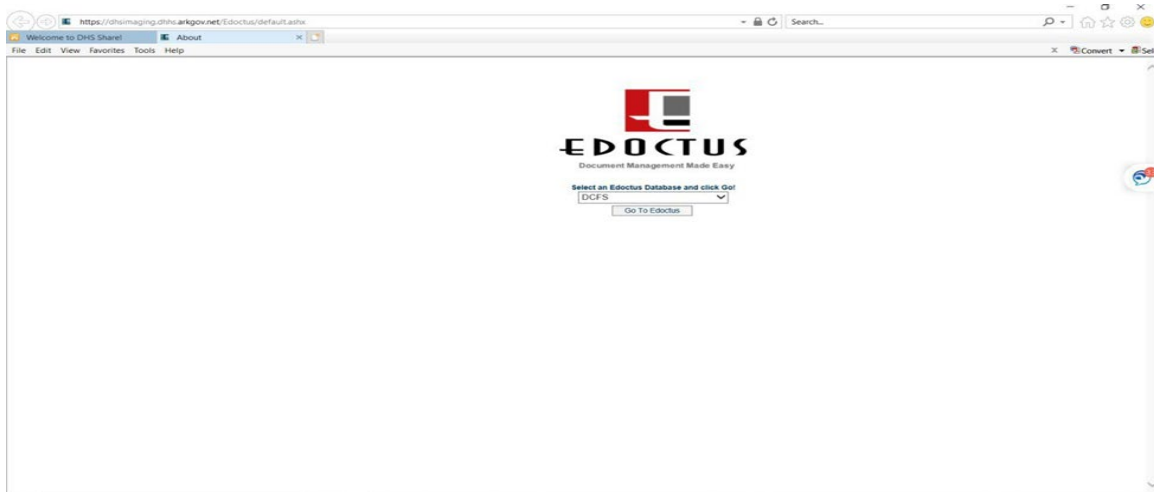 https://dhsimaging.dhhs.arkgov.net/Edoctus/default.ashx
Search...
Welcome to DHS Share!
About
File Edit View Favorites Tools Help
x Convert Sel
EDOCTUS
Document Management Made Easy
Select an Edoctus Database and click Go!
DCFS
Go To Edoctus